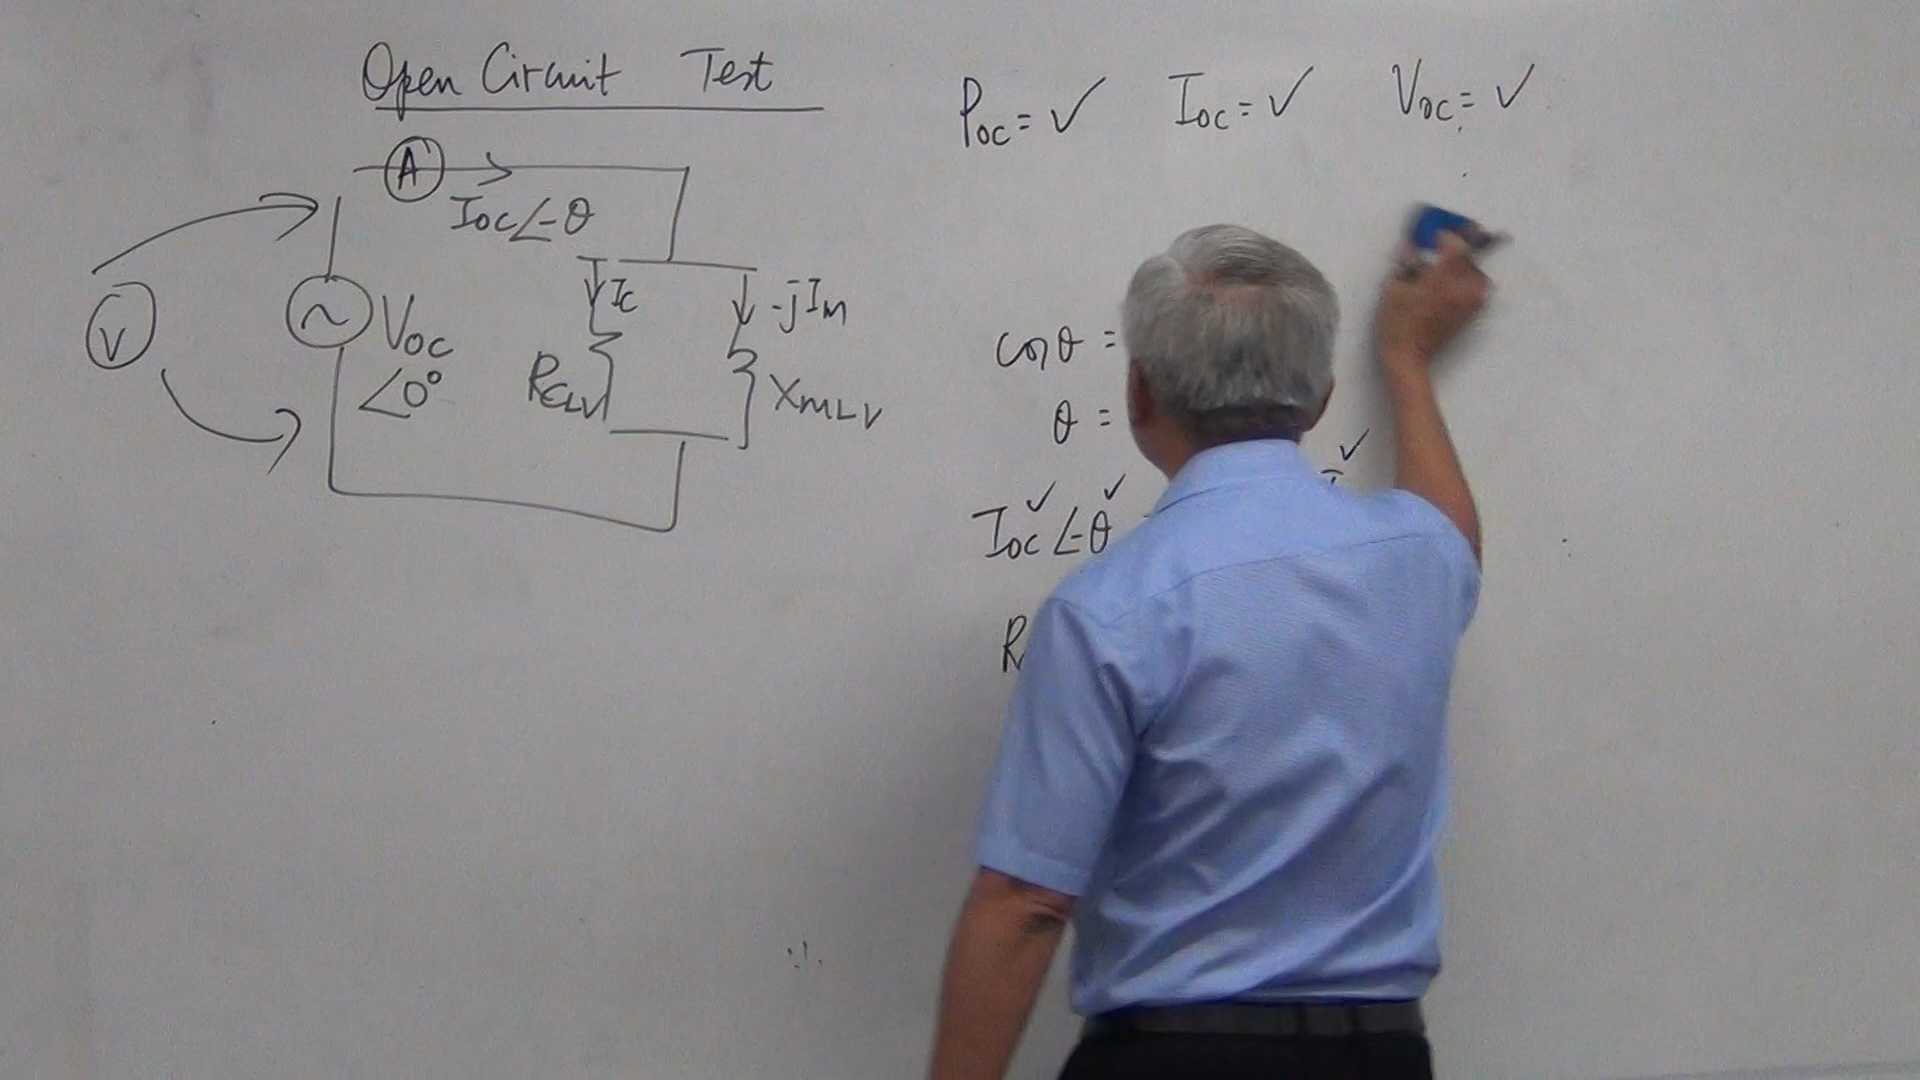 Open Circuit Test
Poc = ✓ Ioc = ✓ Voc = ✓
A
Ioc∠-θ
V
Voc
∠0°
Ic
-jIm
RCLV
XMLV
cosθ =
θ =
Ioc∠-θ
R